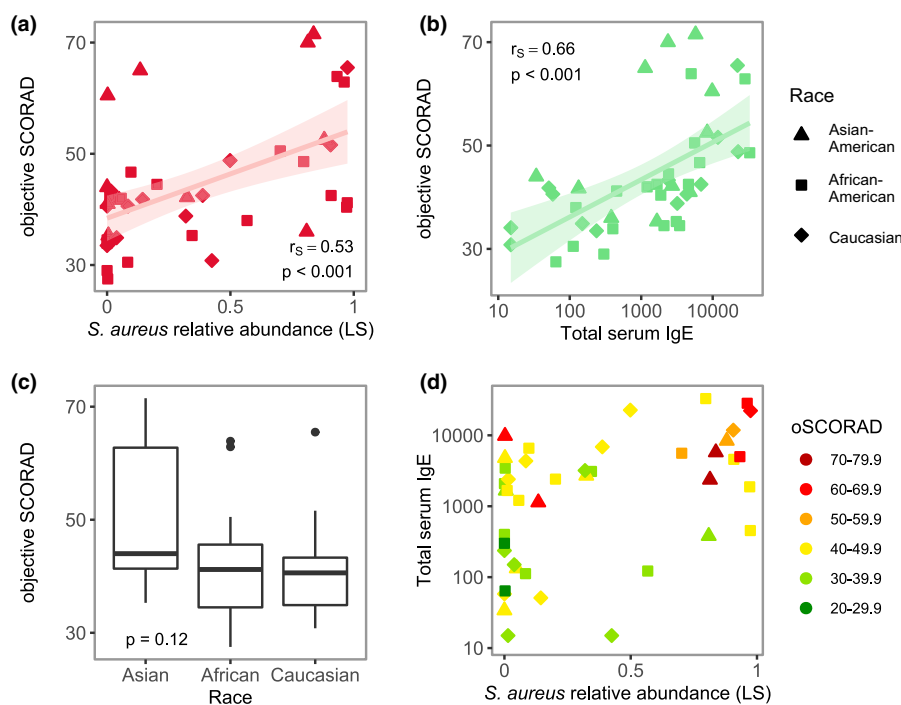 (a)
objective SCORAD
70
50
30
r_S = 0.53
p < 0.001
0
0.5
1
S. aureus relative abundance (LS)
(b)
objective SCORAD
70
50
30
r_S = 0.66
p < 0.001
10
100
1000
10000
Total serum IgE
Race
Asian-
American
African-
American
Caucasian
(c)
objective SCORAD
70
50
30
p = 0.12
Asian
African
Caucasian
Race
(d)
Total serum IgE
10000
1000
100
10
0
0.5
1
S. aureus relative abundance (LS)
oSCORAD
70-79.9
60-69.9
50-59.9
40-49.9
30-39.9
20-29.9